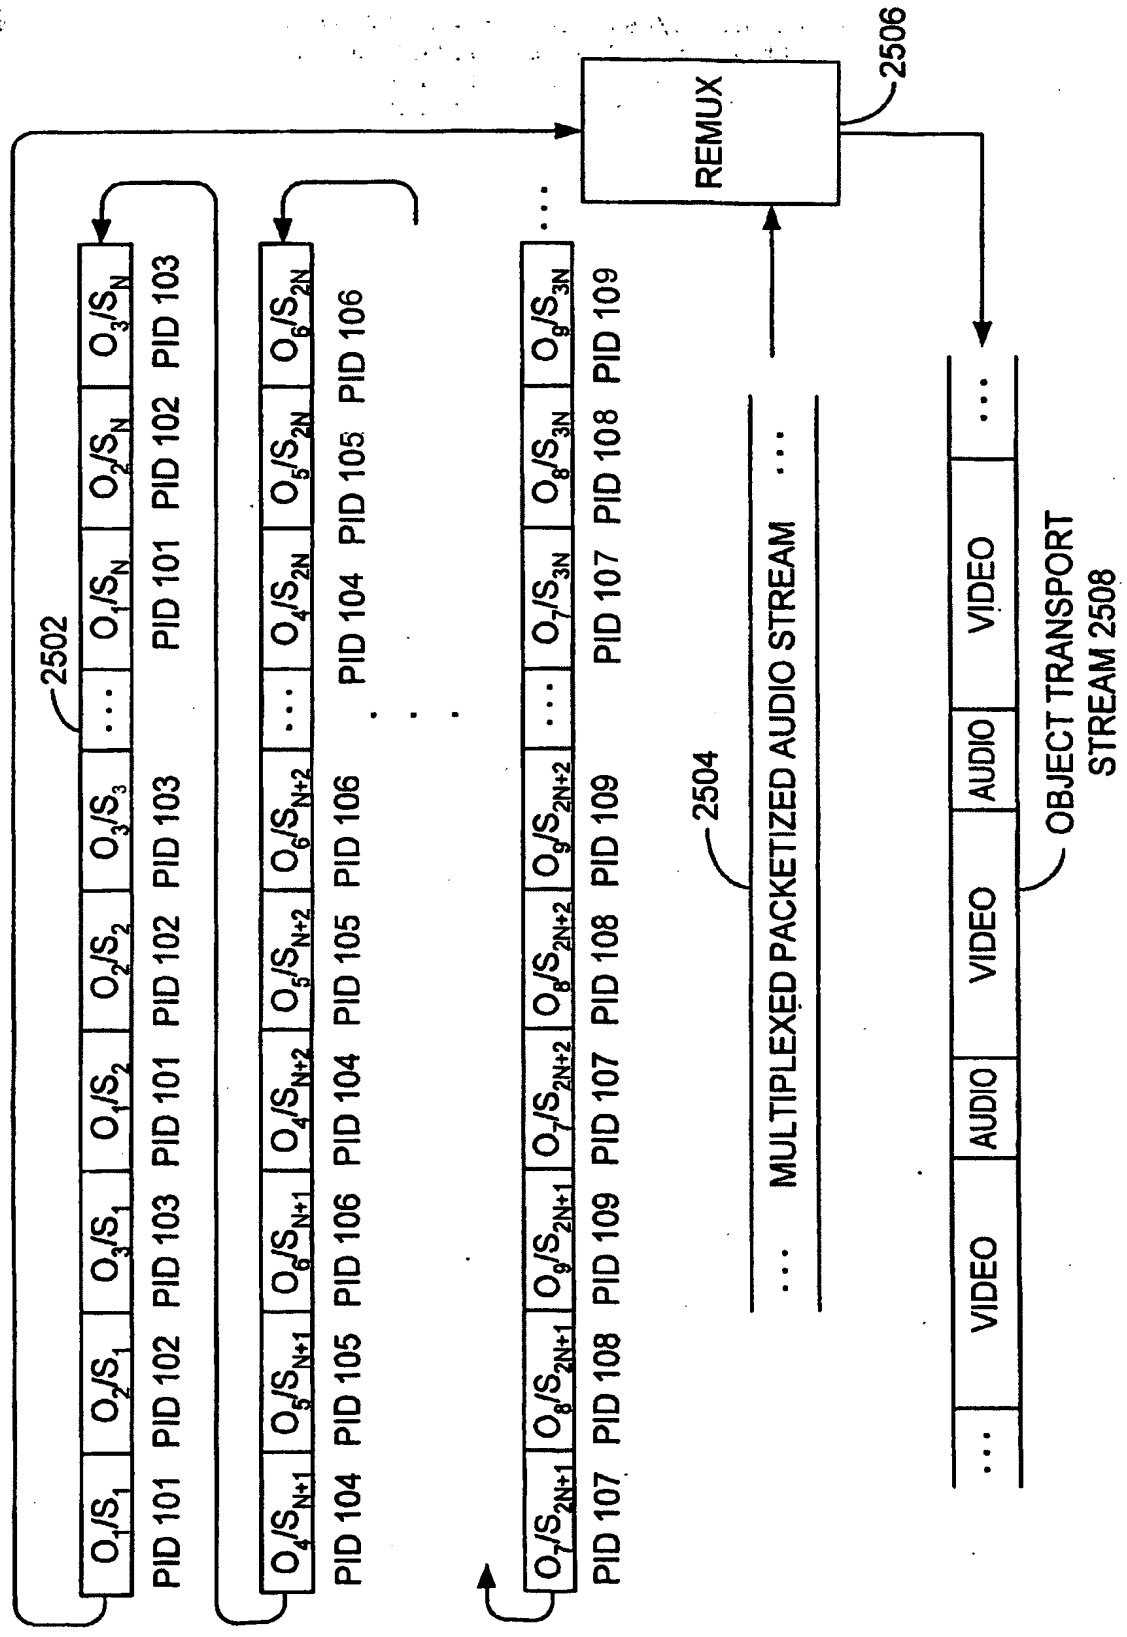 2502
O1/S1 O2/S1 O3/S1 O1/S2 O2/S2 O3/S3 ... O1/SN O2/SN O3/SN
PID 101 PID 102 PID 103 PID 101 PID 102 PID 103 PID 101 PID 102 PID 103
O4/SN+1 O5/SN+1 O6/SN+1 O4/SN+2 O5/SN+2 O6/SN+2 ... O4/S2N O5/S2N O6/S2N
PID 104 PID 105 PID 106 PID 104 PID 105 PID 106 PID 104 PID 105 PID 106
. . .
O7/S2N+1 O8/S2N+1 O9/S2N+1 O7/S2N+2 O8/S2N+2 O9/S2N+2 ... O7/S3N O8/S3N O9/S3N ...
PID 107 PID 108 PID 109 PID 107 PID 108 PID 109 PID 107 PID 108 PID 109
2504
... MULTIPLEXED PACKETIZED AUDIO STREAM ...
REMUX
2506
... VIDEO AUDIO VIDEO AUDIO VIDEO ...
OBJECT TRANSPORT
STREAM 2508